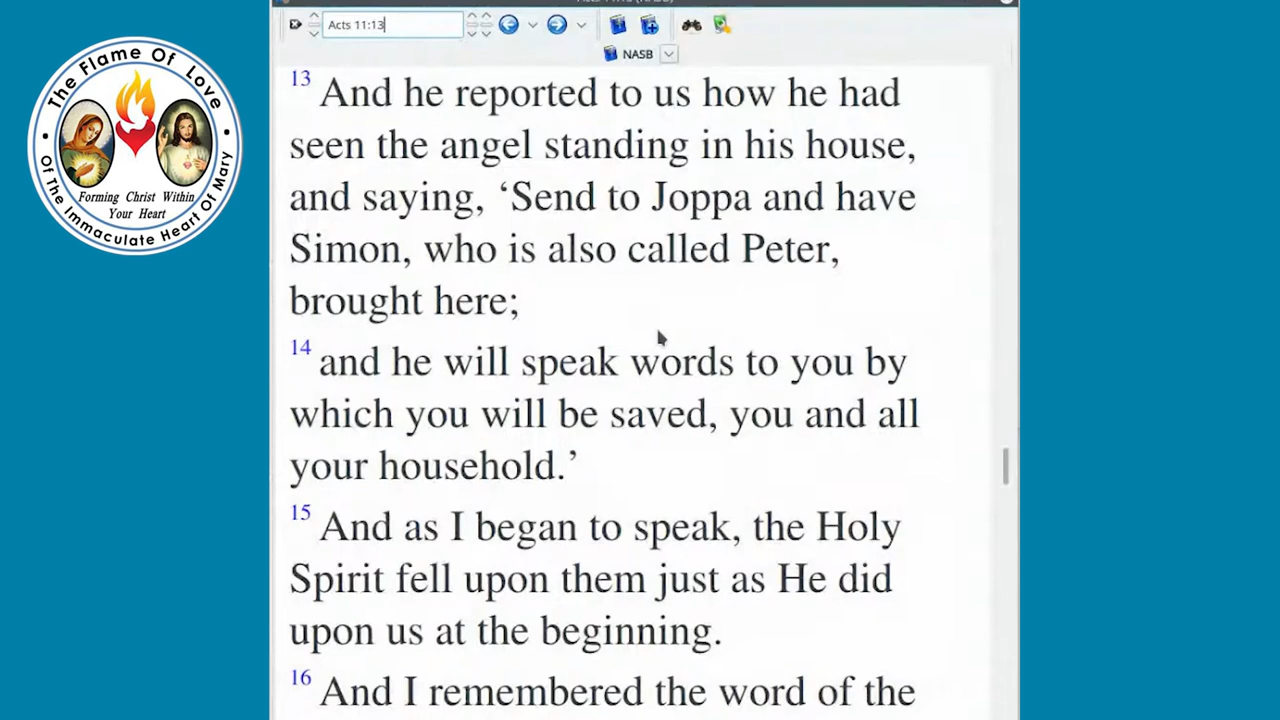 The Flame Of Love
Of The Immaculate Heart Of Mary
Forming Christ Within
Your Heart
Acts 11:13
NASB
13 And he reported to us how he had
seen the angel standing in his house,
and saying, ‘Send to Joppa and have
Simon, who is also called Peter,
brought here;
14 and he will speak words to you by
which you will be saved, you and all
your household.’
15 And as I began to speak, the Holy
Spirit fell upon them just as He did
upon us at the beginning.
16 And I remembered the word of the